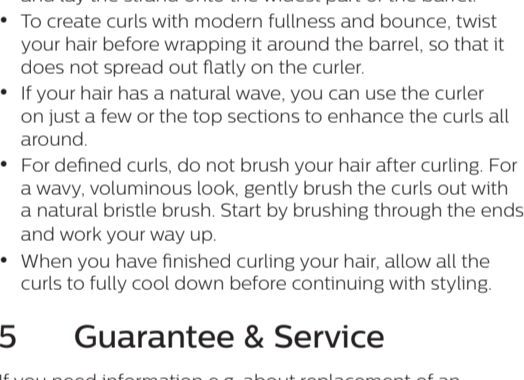 • To create curls with modern fullness and bounce, twist
your hair before wrapping it around the barrel, so that it
does not spread out flatly on the curler.
• If your hair has a natural wave, you can use the curler
on just a few or the top sections to enhance the curls all
around.
• For defined curls, do not brush your hair after curling. For
a wavy, voluminous look, gently brush the curls out with
a natural bristle brush. Start by brushing through the ends
and work your way up.
• When you have finished curling your hair, allow all the
curls to fully cool down before continuing with styling.
5 Guarantee & Service